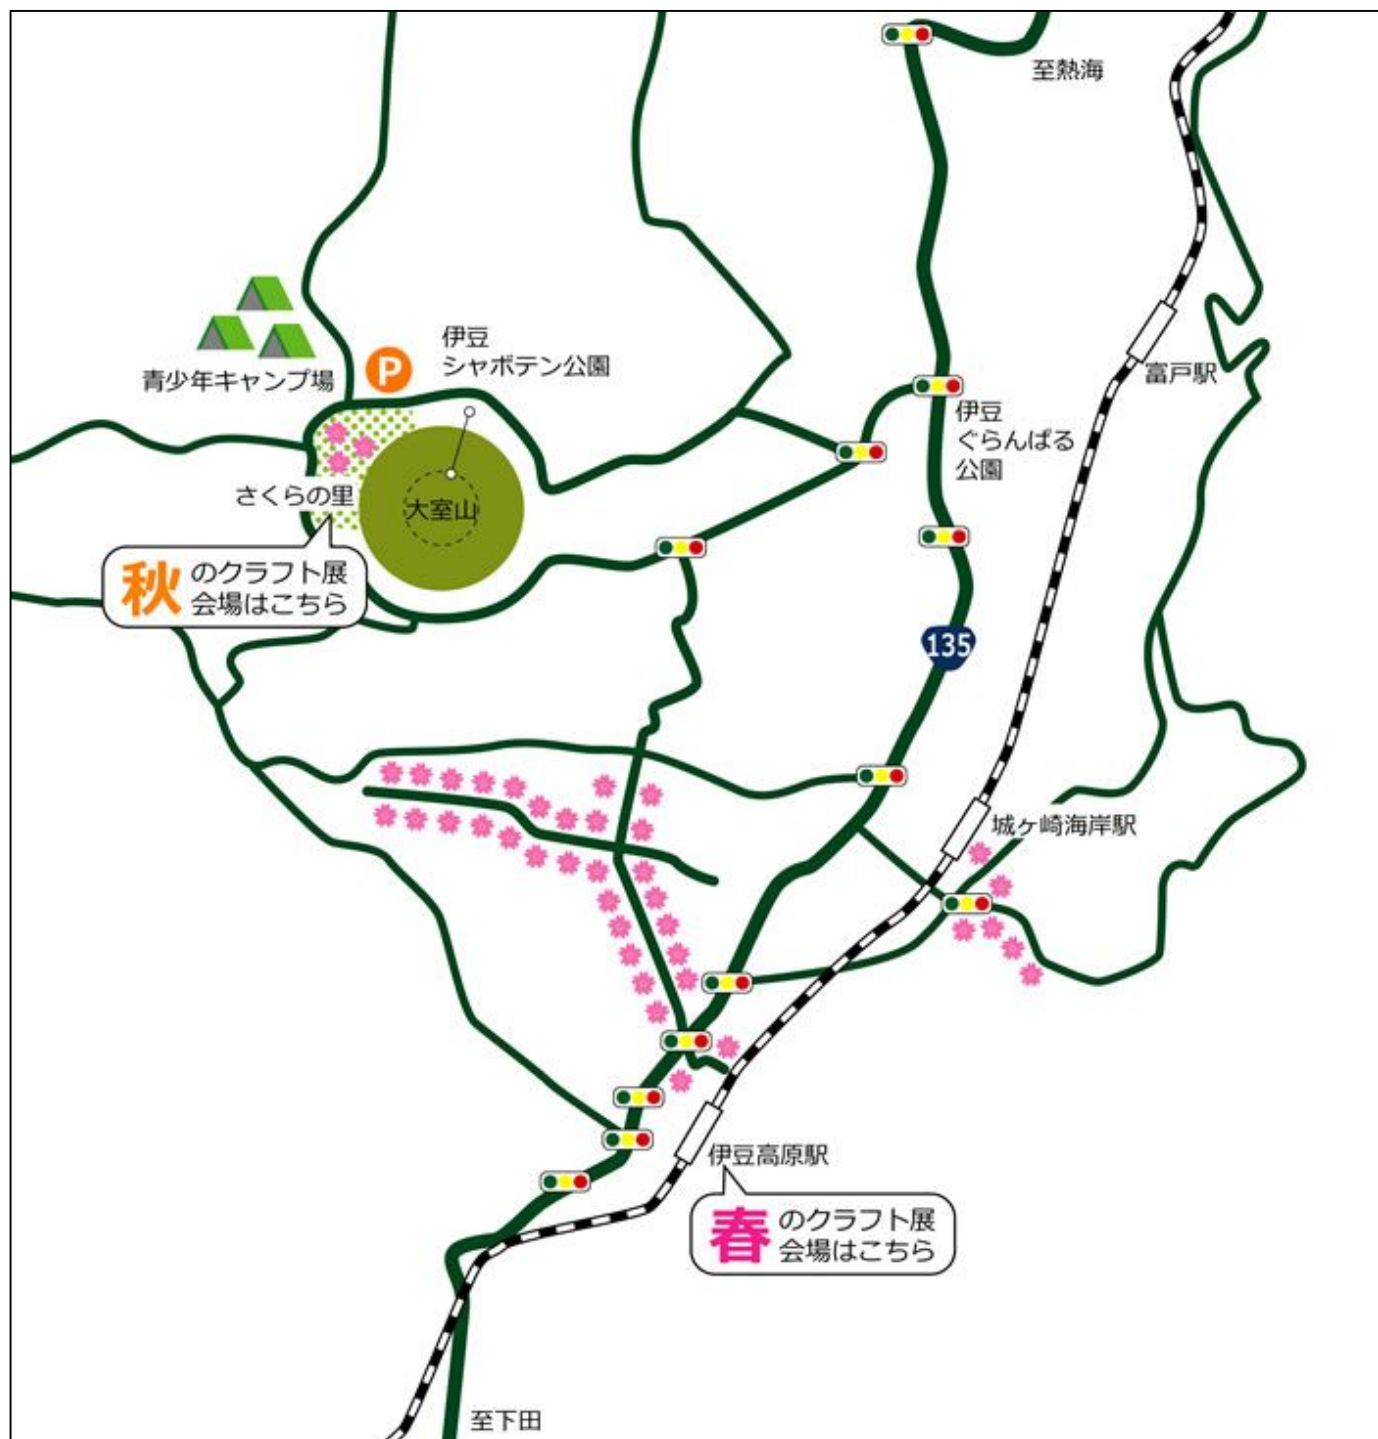 至熱海
富戸駅
伊豆
シャボテン公園
P
青少年キャンプ場
伊豆
ぐらんぱる
公園
さくらの里
大室山
秋のクラフト展
会場はこちら
135
城ヶ崎海岸駅
伊豆高原駅
春のクラフト展
会場はこちら
至下田